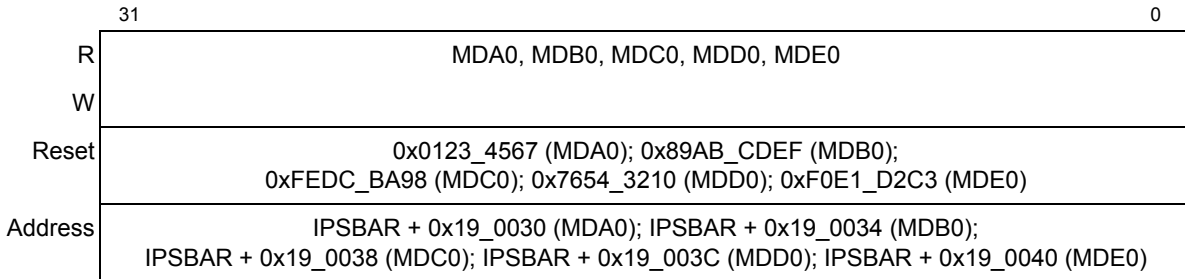 31 0
R MDA0, MDB0, MDC0, MDD0, MDE0
W
Reset 0x0123_4567 (MDA0); 0x89AB_CDEF (MDB0);
0xFEDC_BA98 (MDC0); 0x7654_3210 (MDD0); 0xF0E1_D2C3 (MDE0)
Address IPSBAR + 0x19_0030 (MDA0); IPSBAR + 0x19_0034 (MDB0);
IPSBAR + 0x19_0038 (MDC0); IPSBAR + 0x19_003C (MDD0); IPSBAR + 0x19_0040 (MDE0)